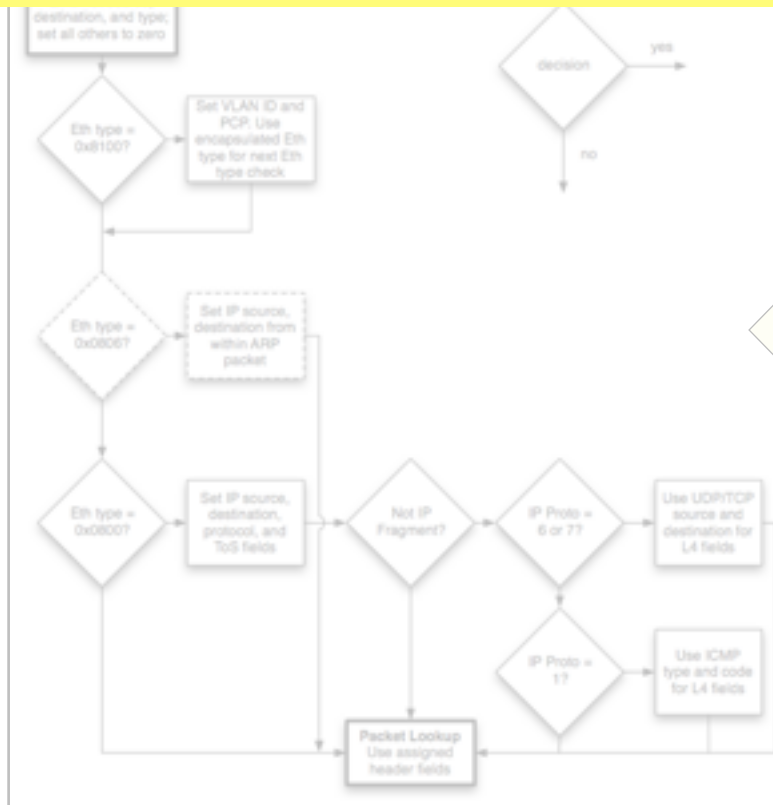 destination, and type;
set all others to zero
yes
decision
no
Eth type =
0x8100?
Set VLAN ID and
PCP. Use
encapsulated Eth
type for next Eth
type check
Eth type =
0x0806?
Set IP source,
destination from
within ARP
packet
Eth type =
0x0800?
Set IP source,
destination,
protocol, and
ToS fields
Not IP
Fragment?
IP Proto =
6 or 7?
Use UDP/TCP
source and
destination for
L4 fields
IP Proto =
1?
Use ICMP
type and code
for L4 fields
Packet Lookup
Use assigned
header fields